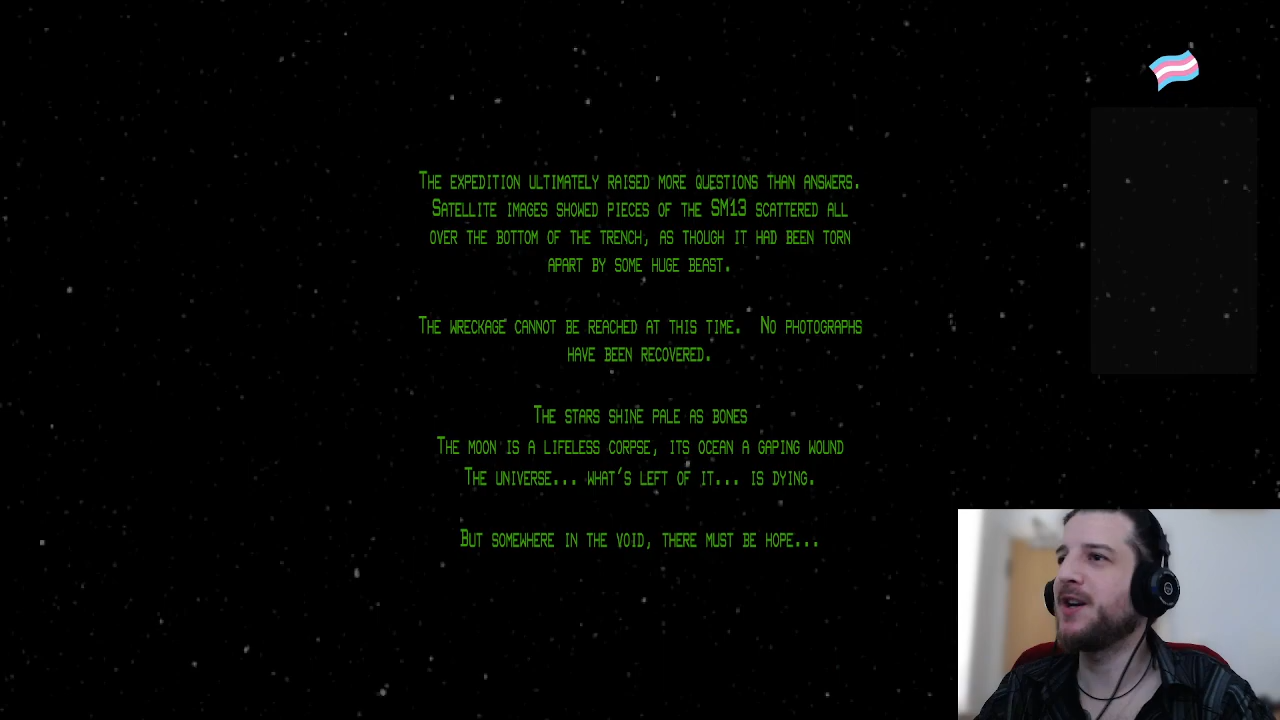 The expedition ultimately raised more questions than answers.
Satellite images showed pieces of the SM13 scattered all
over the bottom of the trench, as though it had been torn
apart by some huge beast.
The wreckage cannot be reached at this time.  No photographs
have been recovered.
The stars shine pale as bones
The moon is a lifeless corpse, its ocean a gaping wound
The universe... what's left of it... is dying.
But somewhere in the void, there must be hope...